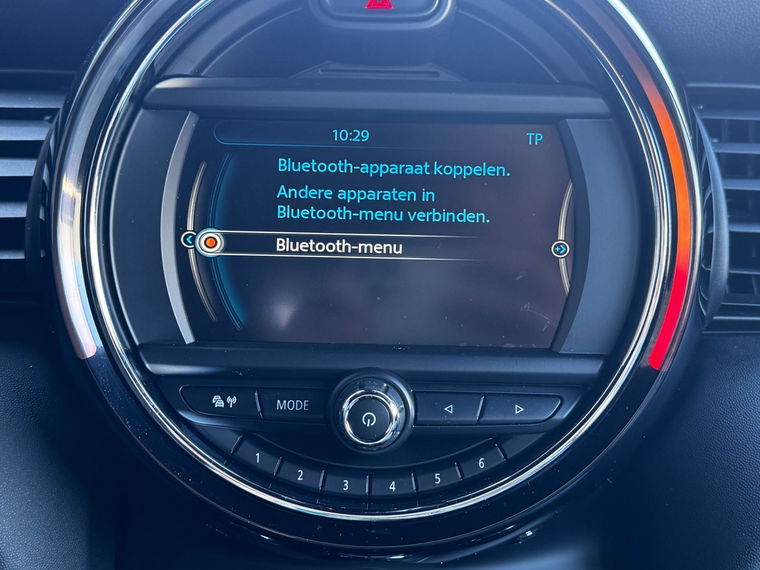 10:29 TP
Bluetooth-apparaat koppelen.
Andere apparaten in
Bluetooth-menu verbinden.
Bluetooth-menu
MODE
1 2 3 4 5 6